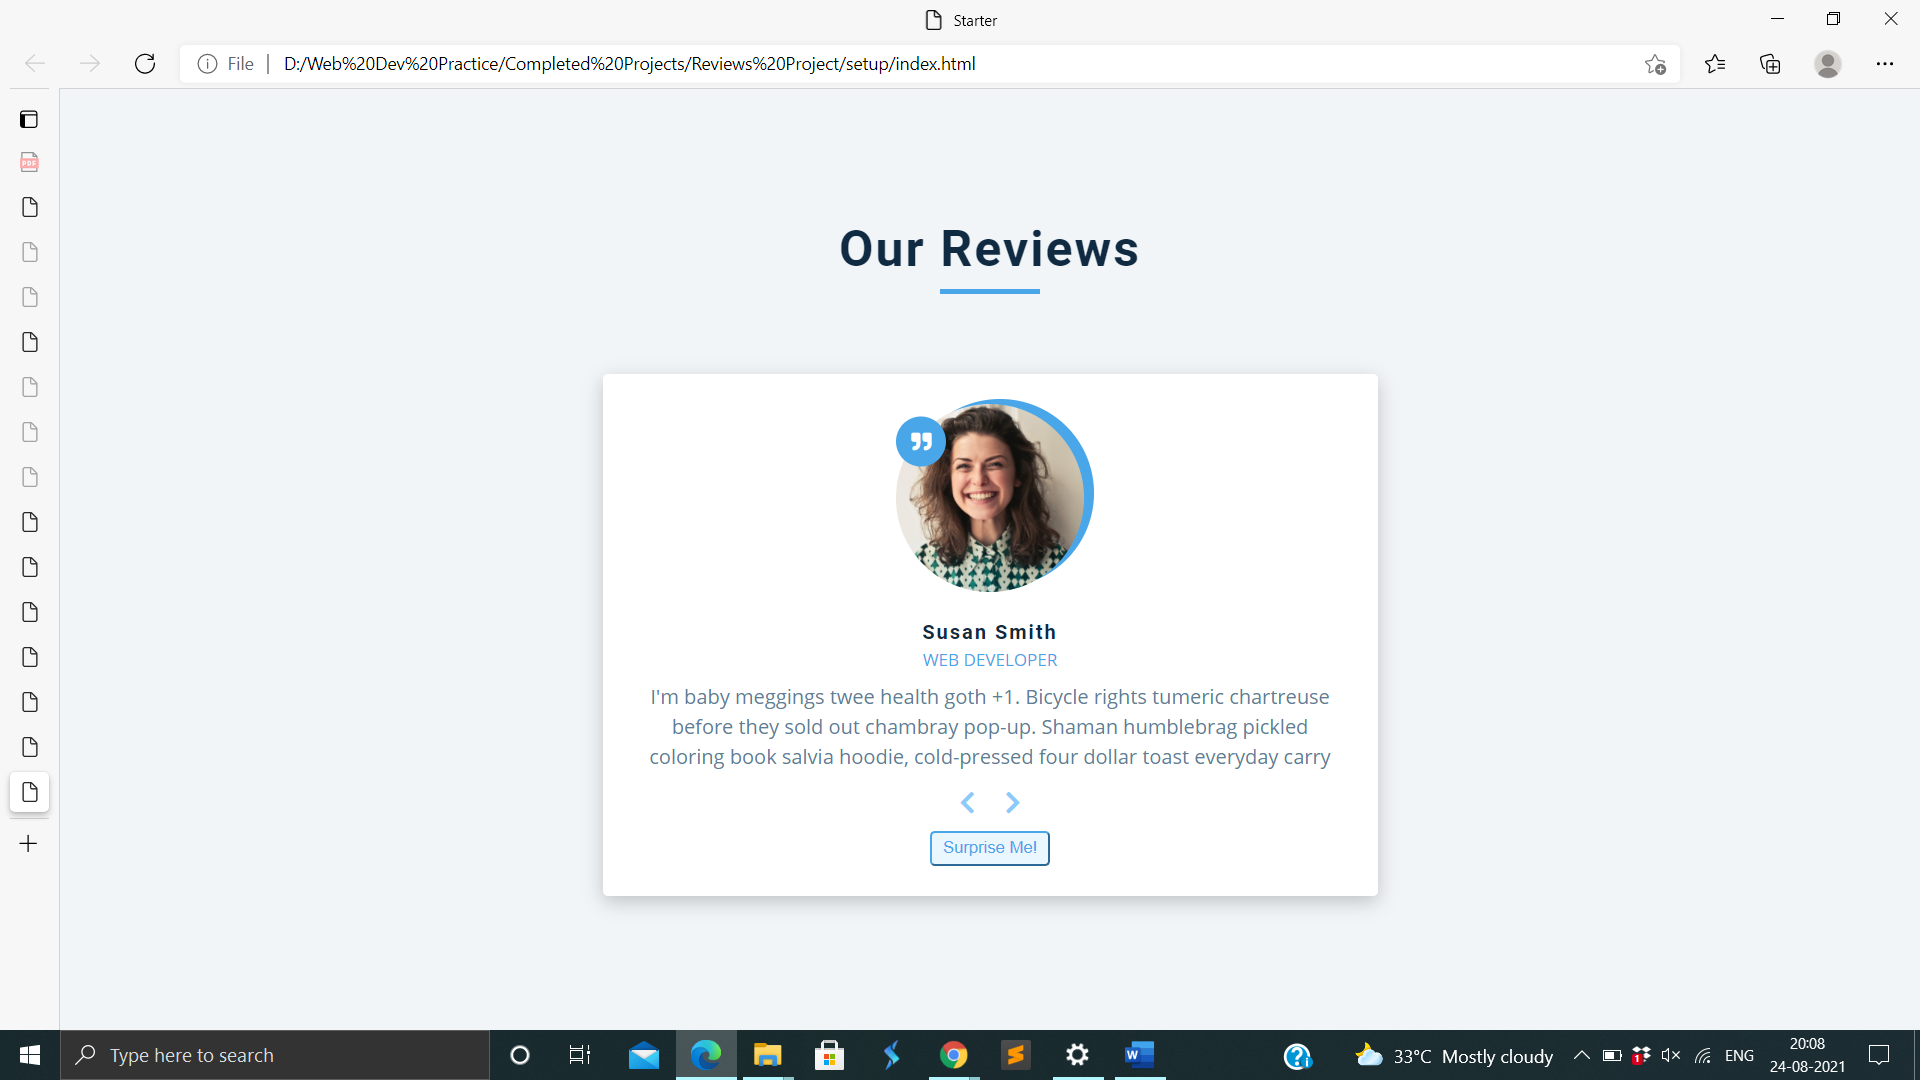 Starter
File
D:/Web%20Dev%20Practice/Completed%20Projects/Reviews%20Project/setup/index.html
PDF
Our Reviews
Susan Smith
WEB DEVELOPER
I'm baby meggings twee health goth +1. Bicycle rights tumeric chartreuse
before they sold out chambray pop-up. Shaman humblebrag pickled
coloring book salvia hoodie, cold-pressed four dollar toast everyday carry
Surprise Me!
Type here to search
33°C Mostly cloudy
1
ENG
20:08
24-08-2021